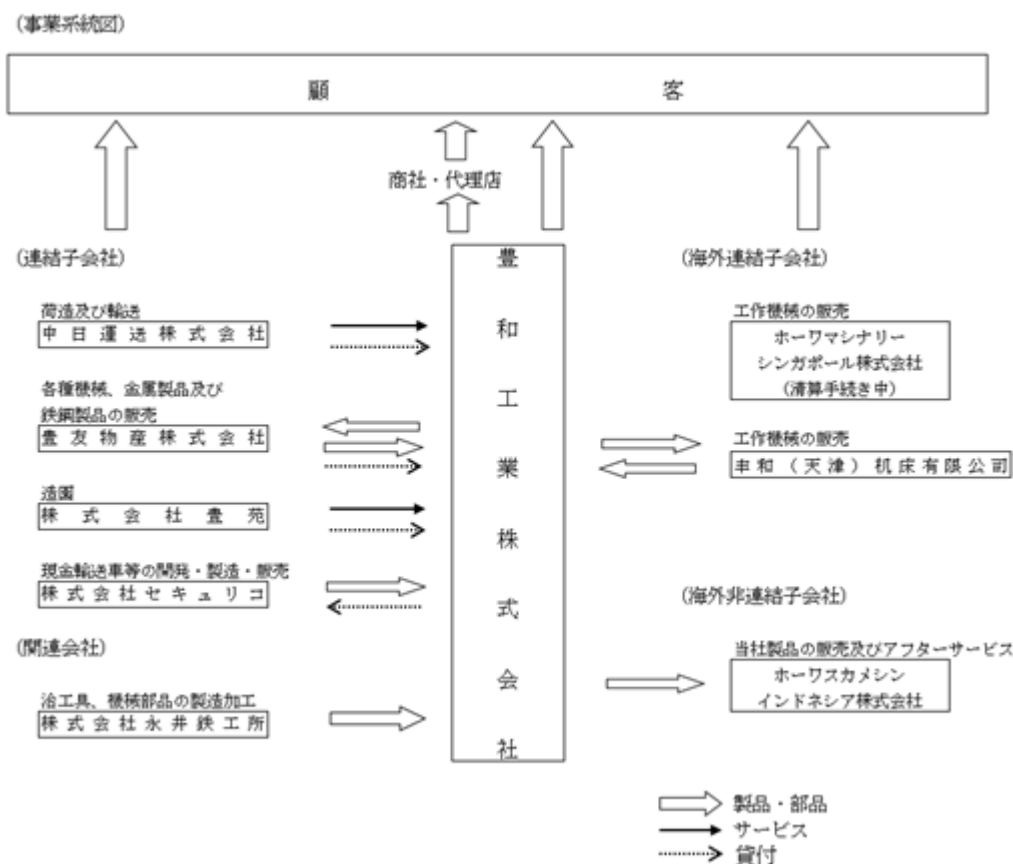 (事業系統図)
顧客
商社・代理店
(連結子会社)
荷造及び輸送
中日運送株式会社
各種機械、金属製品及び
鉄鋼製品の販売
豊友物産株式会社
造園
株式会社豊苑
現金輸送車等の開発・製造・販売
株式会社セキュリコ
(関連会社)
治工具、機械部品の製造加工
株式会社永井鉄工所
豊和工業株式会社
(海外連結子会社)
工作機械の販売
ホーワマシナリー
シンガポール株式会社
(清算手続き中)
工作機械の販売
丰和(天津)机床有限公司
(海外非連結子会社)
当社製品の販売及びアフターサービス
ホーワスカメシン
インドネシア株式会社
製品・部品
サービス
貸付